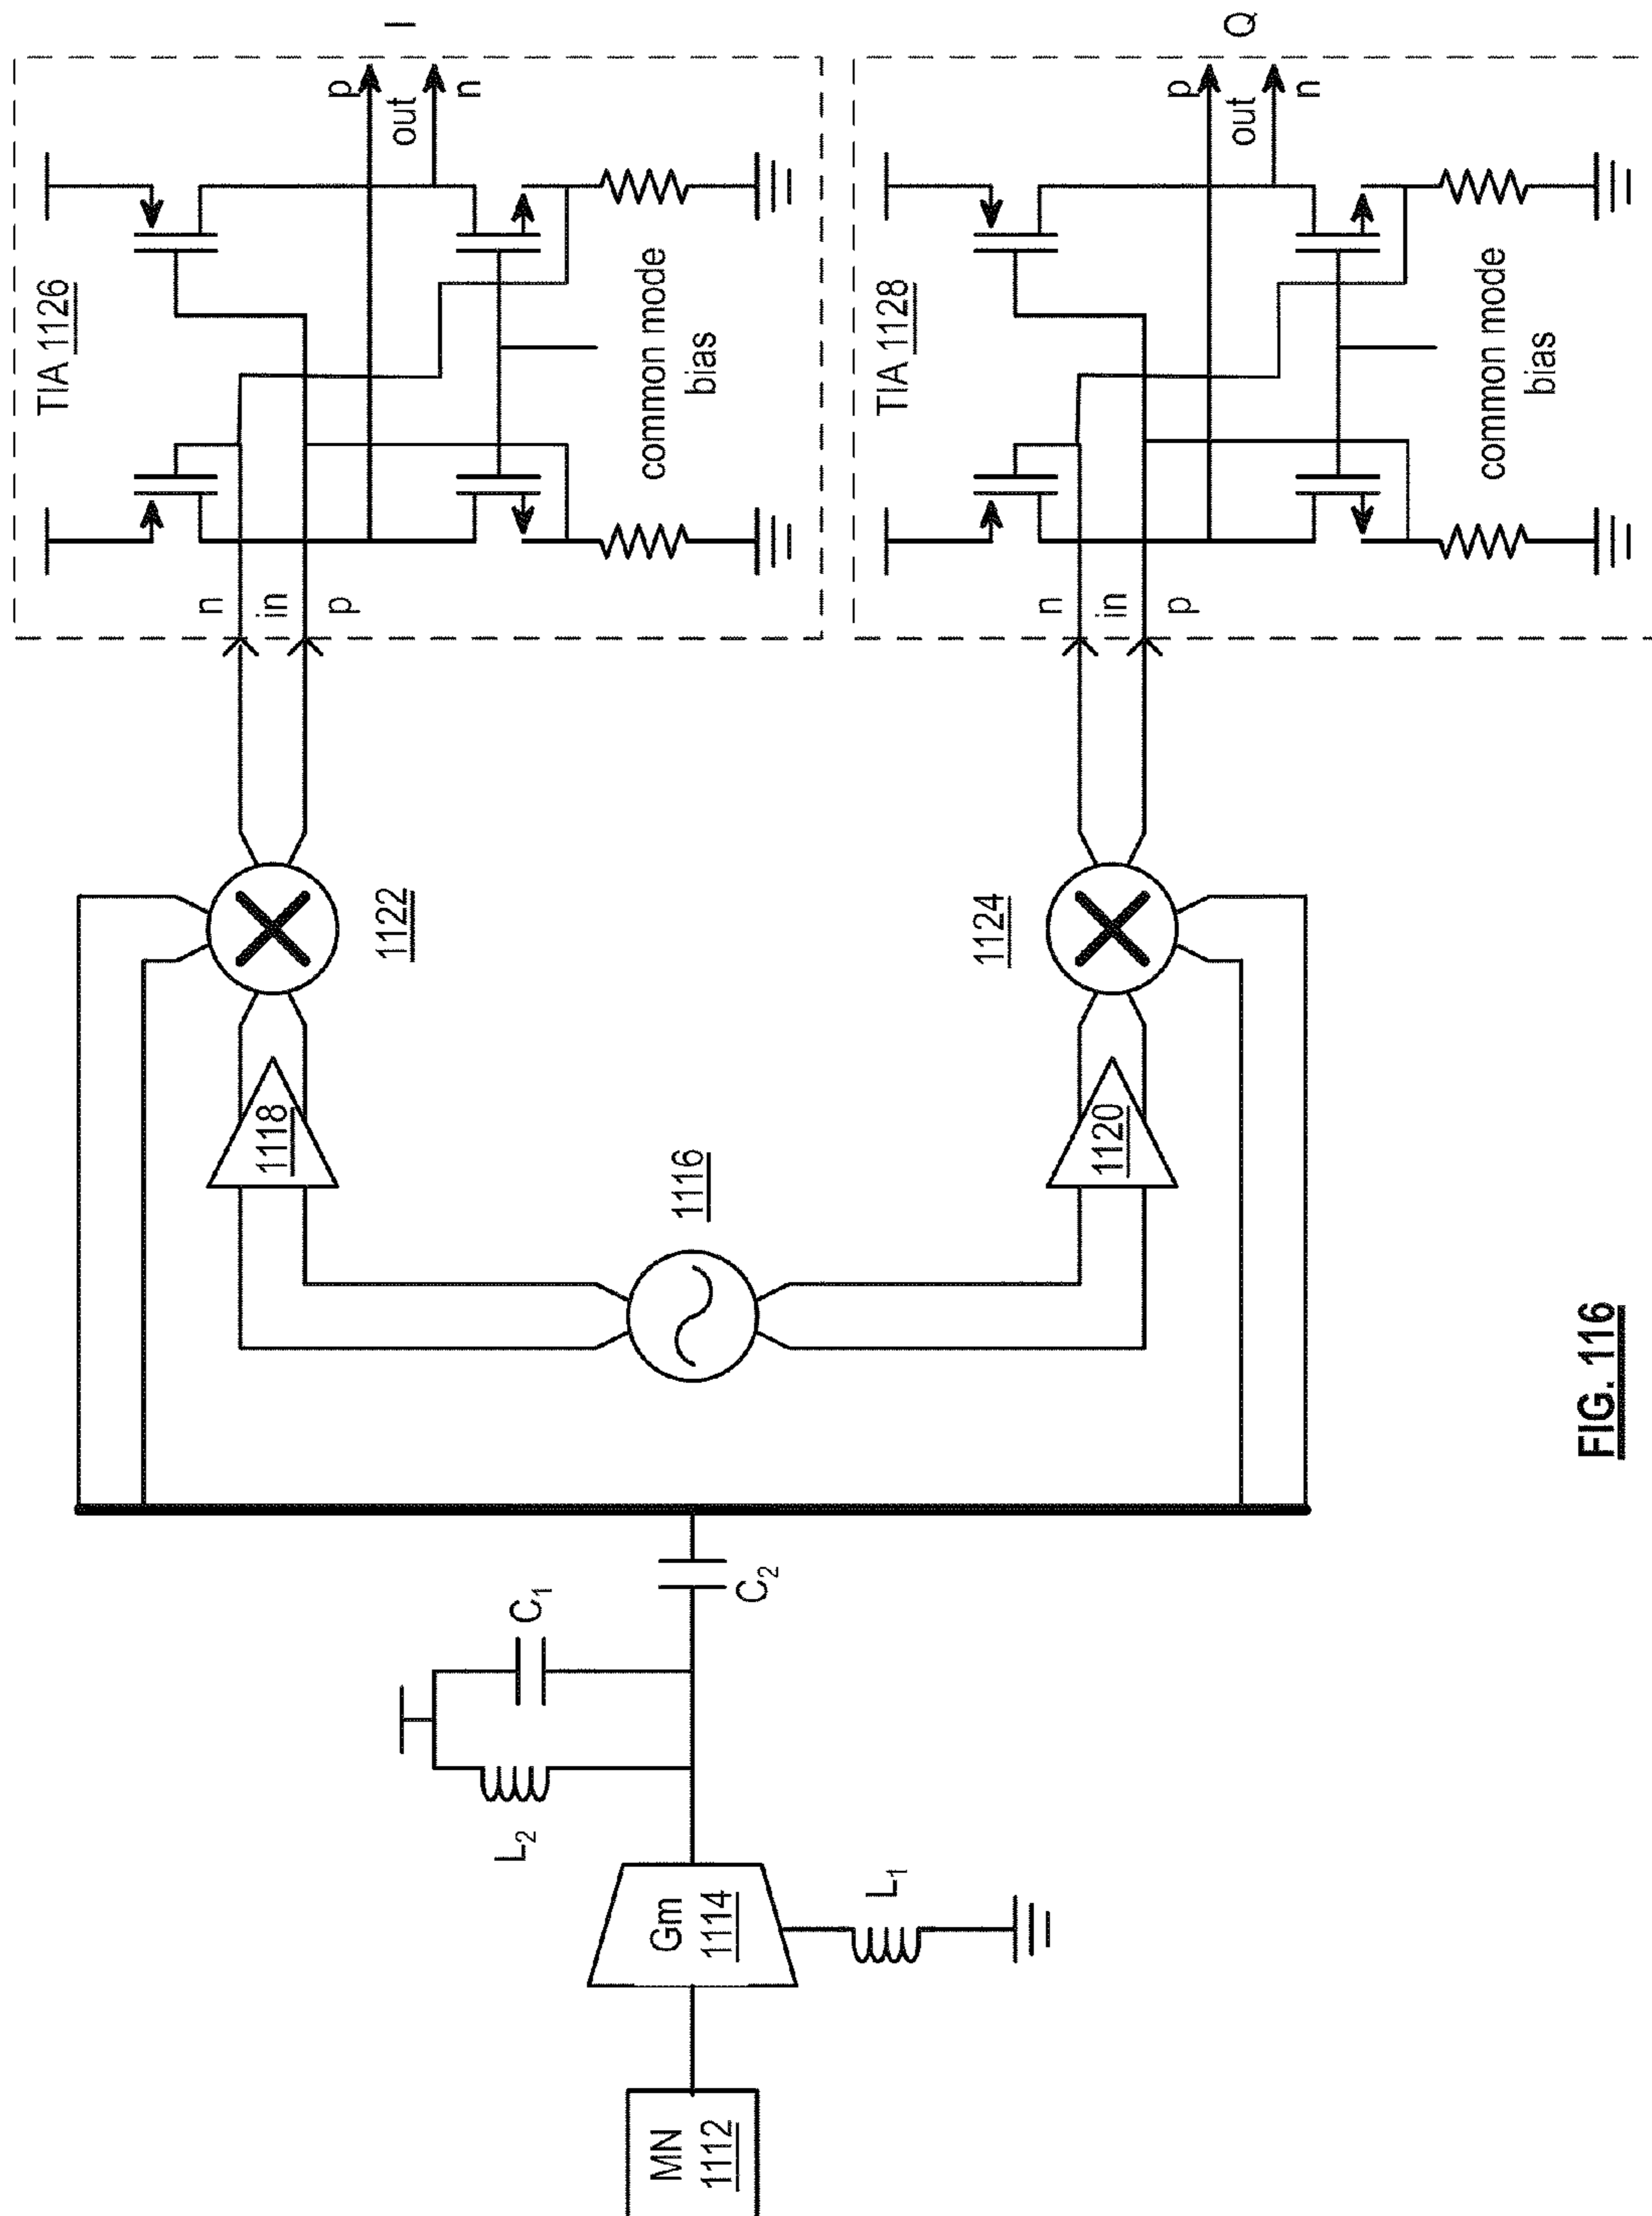 MN
1112
Gm
1114
L1
L2
C1
C2
1116
1118
1120
1122
1124
TIA 1126
n
in
p
common mode
bias
p
out
n
I
TIA 1128
n
in
p
common mode
bias
p
out
n
Q
FIG. 116